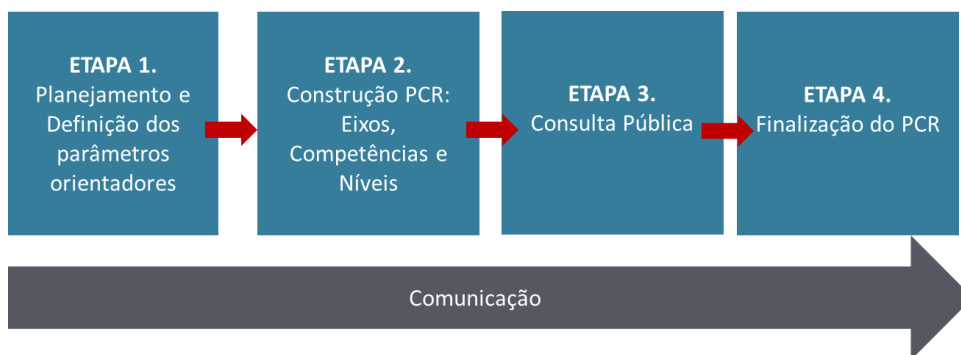 ETAPA 1.
Planejamento e
Definição dos
parâmetros
orientadores
ETAPA 2.
Construção PCR:
Eixos,
Competências e
Níveis
ETAPA 3.
Consulta Pública
ETAPA 4.
Finalização do PCR
Comunicação